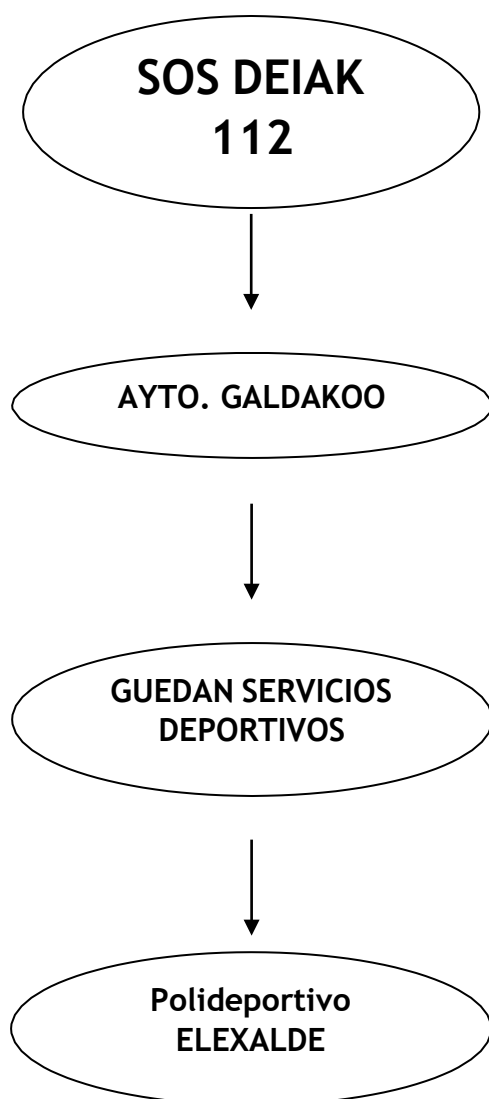 SOS DEIAK
112
AYTO. GALDAKOO
GUEDAN SERVICIOS
DEPORTIVOS
Polideportivo
ELEXALDE